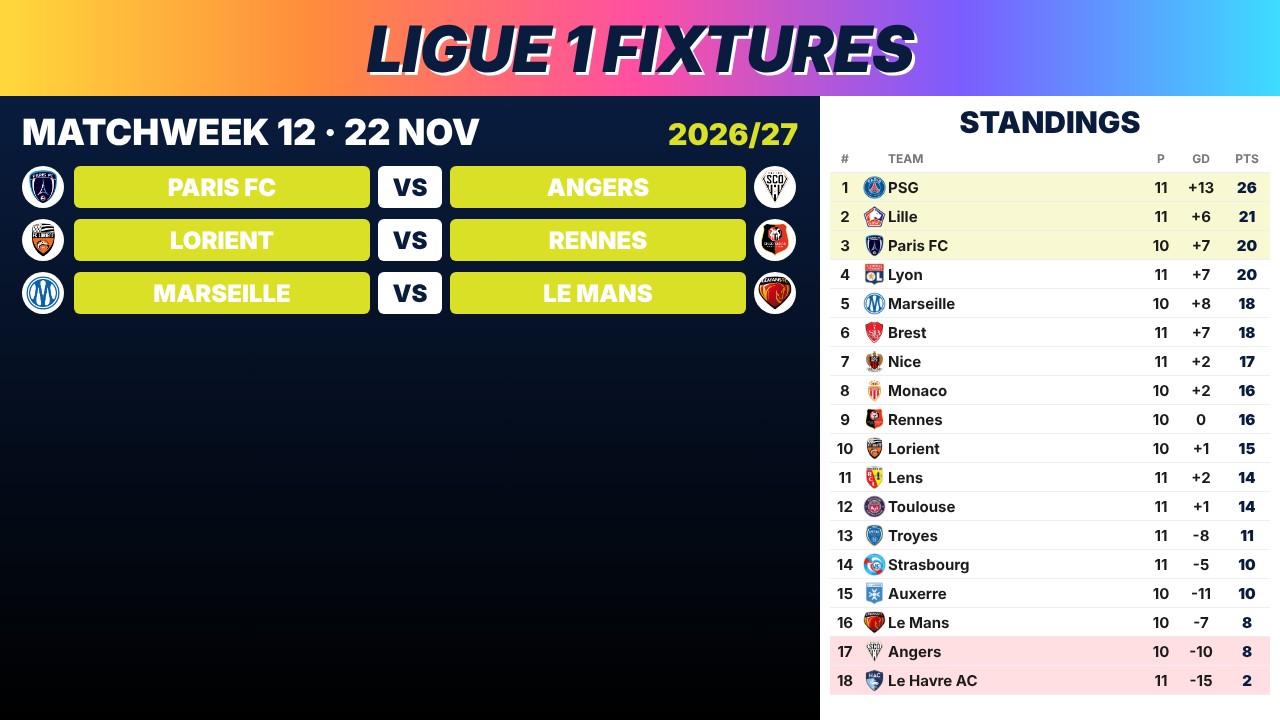 LIGUE 1 FIXTURES
MATCHWEEK 12 · 22 NOV
2026/27
PARIS FC VS ANGERS
LORIENT VS RENNES
MARSEILLE VS LE MANS
STANDINGS
# TEAM P GD PTS
1 PSG 11 +13 26
2 Lille 11 +6 21
3 Paris FC 10 +7 20
4 Lyon 11 +7 20
5 Marseille 10 +8 18
6 Brest 11 +7 18
7 Nice 11 +2 17
8 Monaco 10 +2 16
9 Rennes 10 0 16
10 Lorient 10 +1 15
11 Lens 11 +2 14
12 Toulouse 11 +1 14
13 Troyes 11 -8 11
14 Strasbourg 11 -5 10
15 Auxerre 10 -11 10
16 Le Mans 10 -7 8
17 Angers 10 -10 8
18 Le Havre AC 11 -15 2